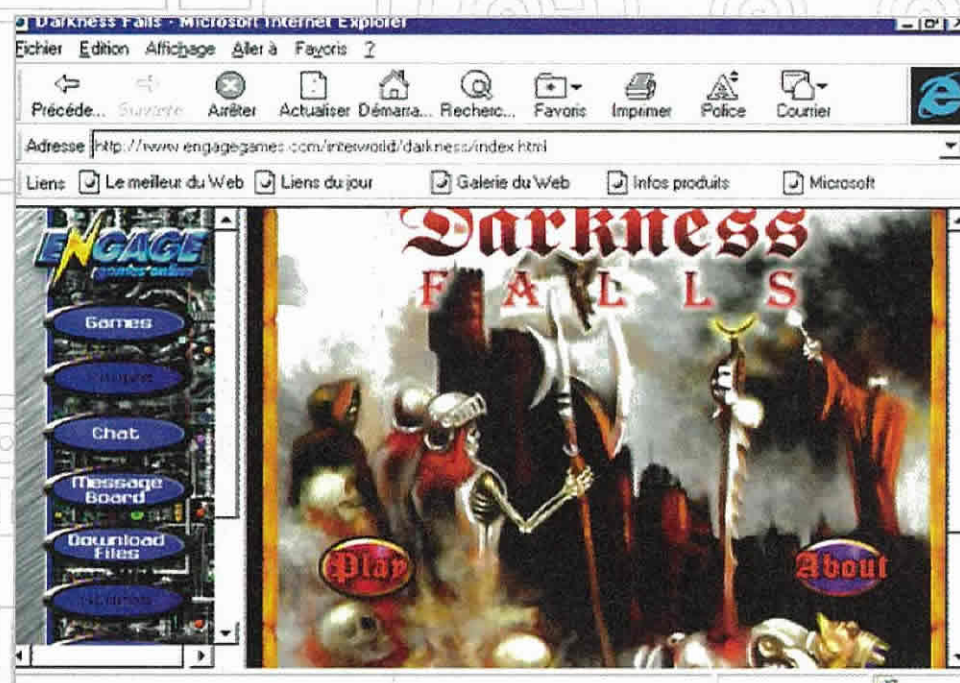 Darkness Falls - Microsoft Internet Explorer
Fichier Edition Affichage Aller à Favoris ?
Précéde... Suivante Arrêter Actualiser Démarra... Recherc... Favoris Imprimer Police Courrier
Adresse http://www.engagegames.com/interworld/darkness/index.html
Liens Le meilleur du Web Liens du jour Galerie du Web Infos produits Microsoft
ENGAGE
games online
Games
Chat
Message
Board
Download
Files
Darkness
FALLS
Play
About